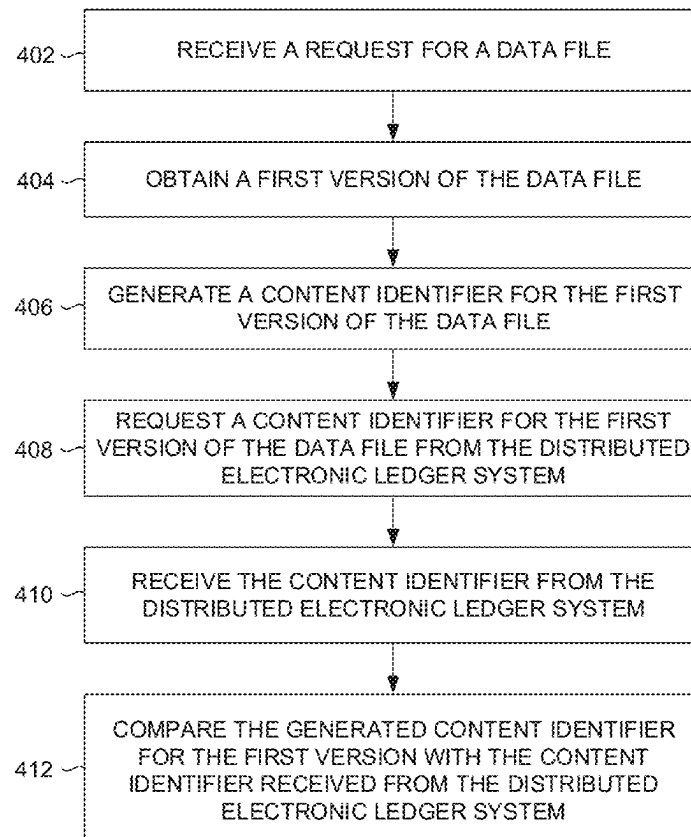 402
RECEIVE A REQUEST FOR A DATA FILE
404
OBTAIN A FIRST VERSION OF THE DATA FILE
406
GENERATE A CONTENT IDENTIFIER FOR THE FIRST
VERSION OF THE DATA FILE
408
REQUEST A CONTENT IDENTIFIER FOR THE FIRST
VERSION OF THE DATA FILE FROM THE DISTRIBUTED
ELECTRONIC LEDGER SYSTEM
410
RECEIVE THE CONTENT IDENTIFIER FROM THE
DISTRIBUTED ELECTRONIC LEDGER SYSTEM
412
COMPARE THE GENERATED CONTENT IDENTIFIER
FOR THE FIRST VERSION WITH THE CONTENT
IDENTIFIER RECEIVED FROM THE DISTRIBUTED
ELECTRONIC LEDGER SYSTEM